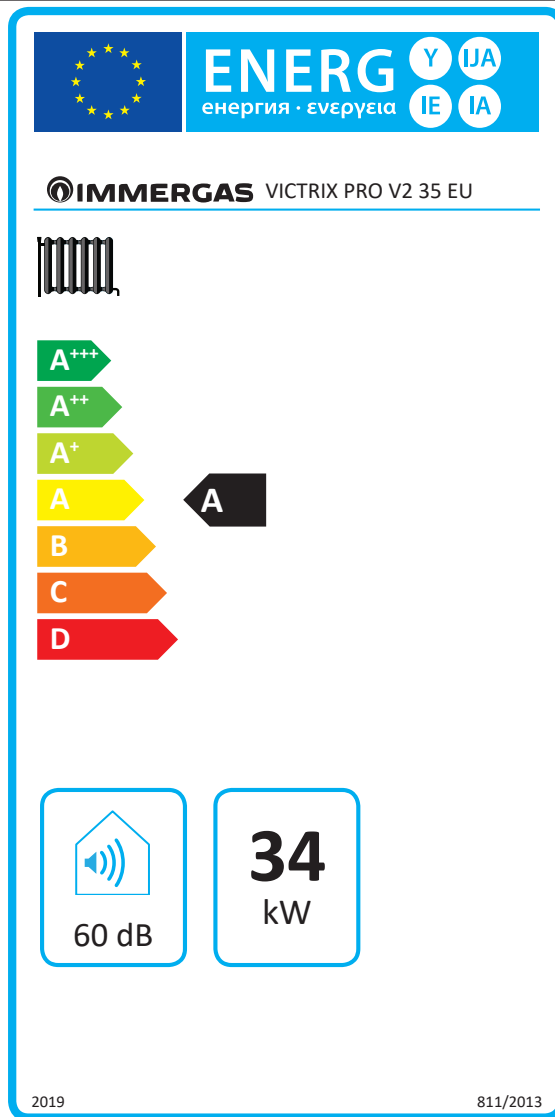 ENERG Y IJA
енергия · ενεργεια IE IA
IMMERGAS VICTRIX PRO V2 35 EU
A+++
A++
A+
A
A
B
C
D
60 dB
34
kW
2019 811/2013